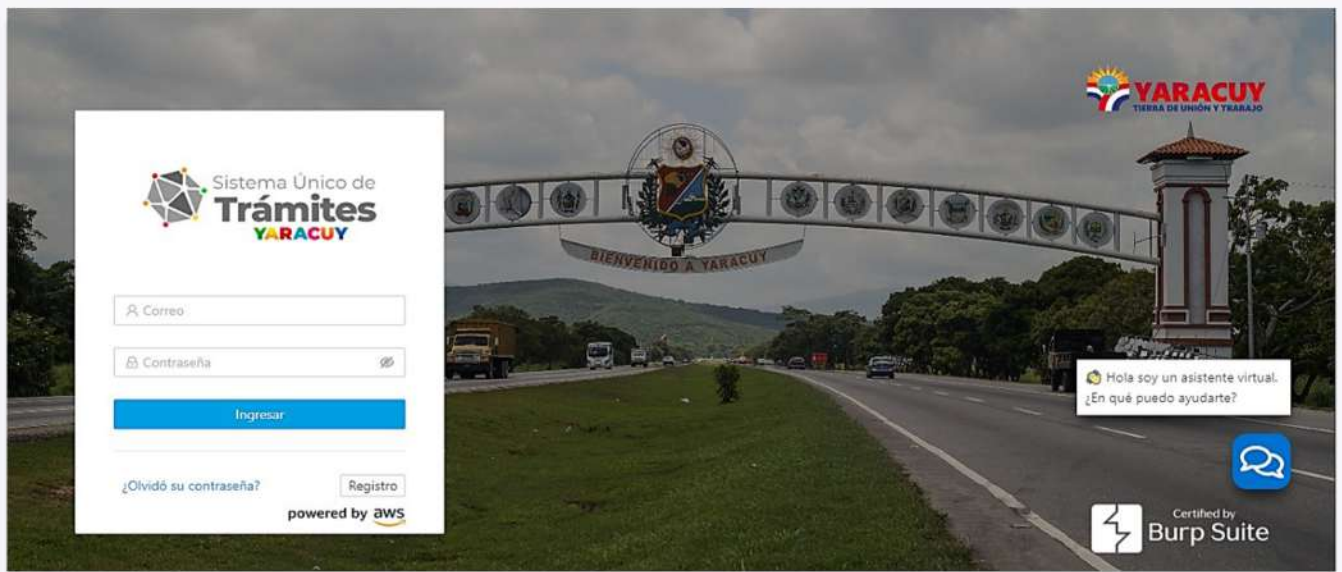 YARACUY
TIERRA DE UNIÓN Y TRABAJO
Sistema Único de
Trámites
YARACUY
BIENVENIDO A YARACUY
Correo
Contraseña
Ingresar
¿Olvidó su contraseña?
Registro
powered by aws
Hola soy un asistente virtual.
¿En qué puedo ayudarte?
Certified by
Burp Suite